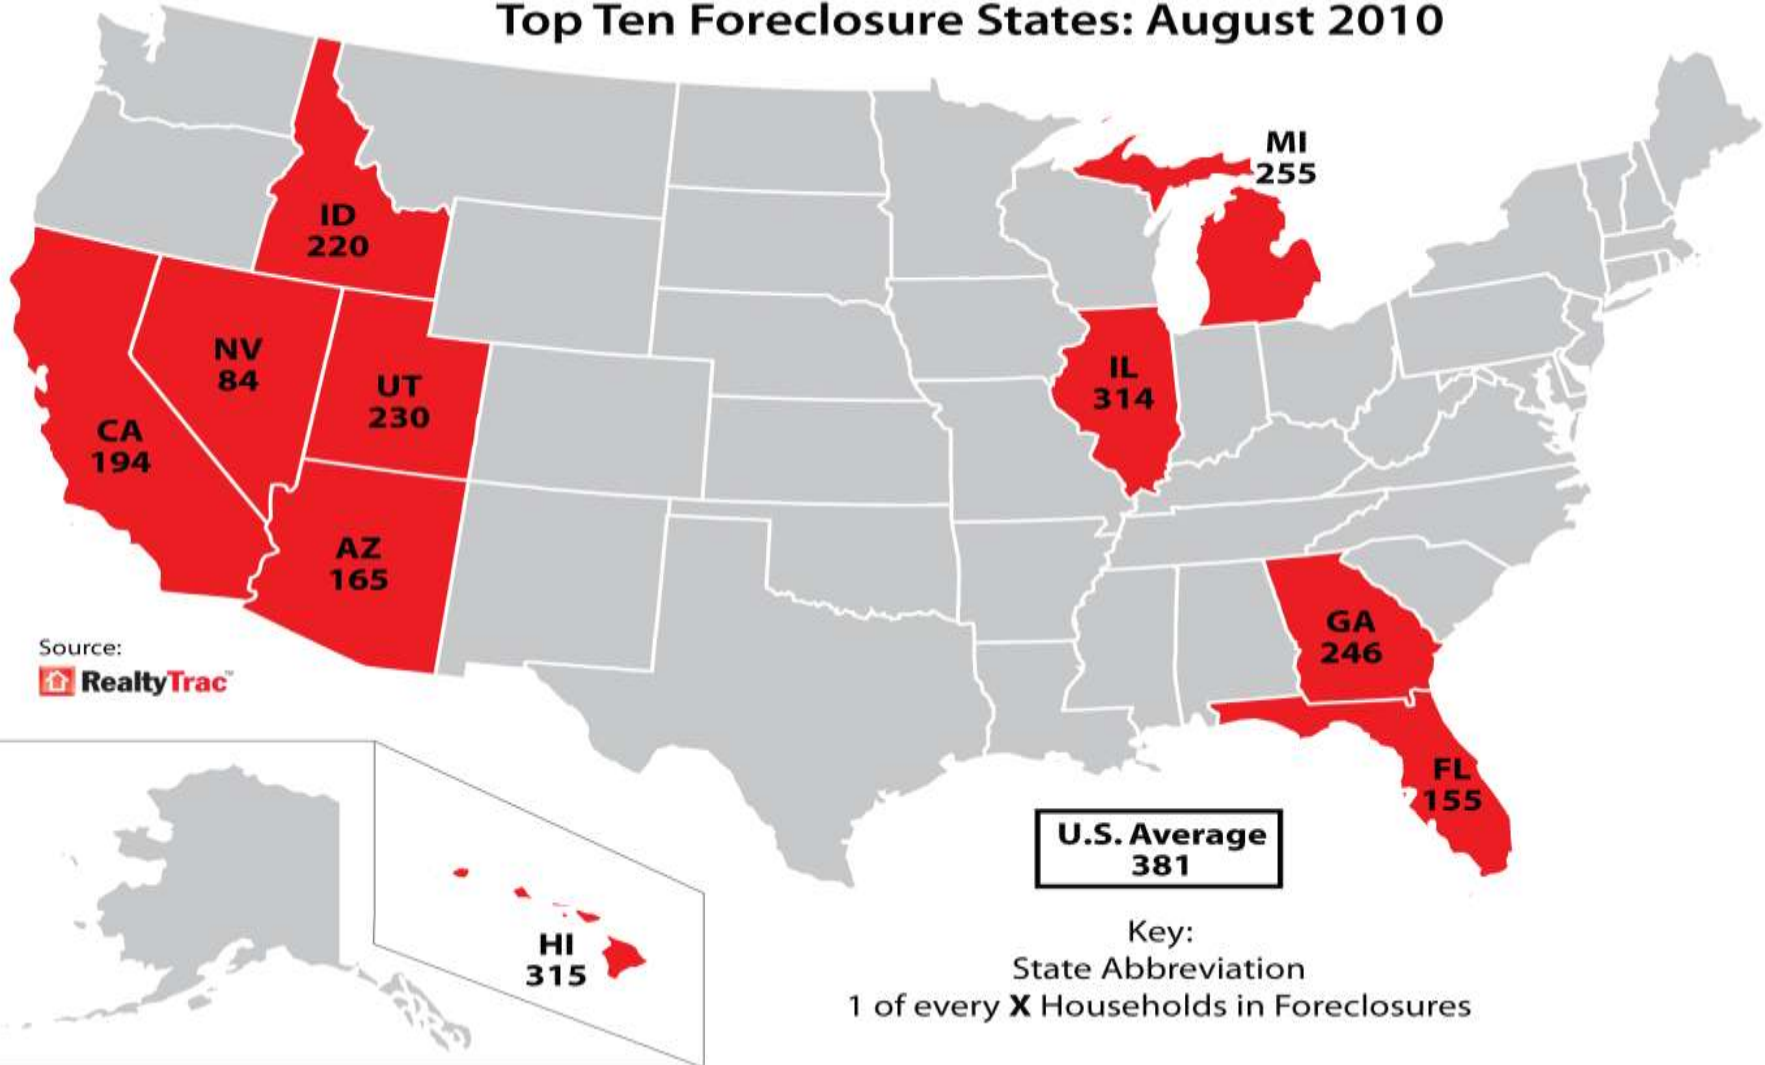 Top Ten Foreclosure States: August 2010
MI
255
ID
220
NV
84
UT
230
IL
314
CA
194
AZ
165
GA
246
Source:
RealtyTrac™
FL
155
U.S. Average
381
HI
315
Key:
State Abbreviation
1 of every X Households in Foreclosures